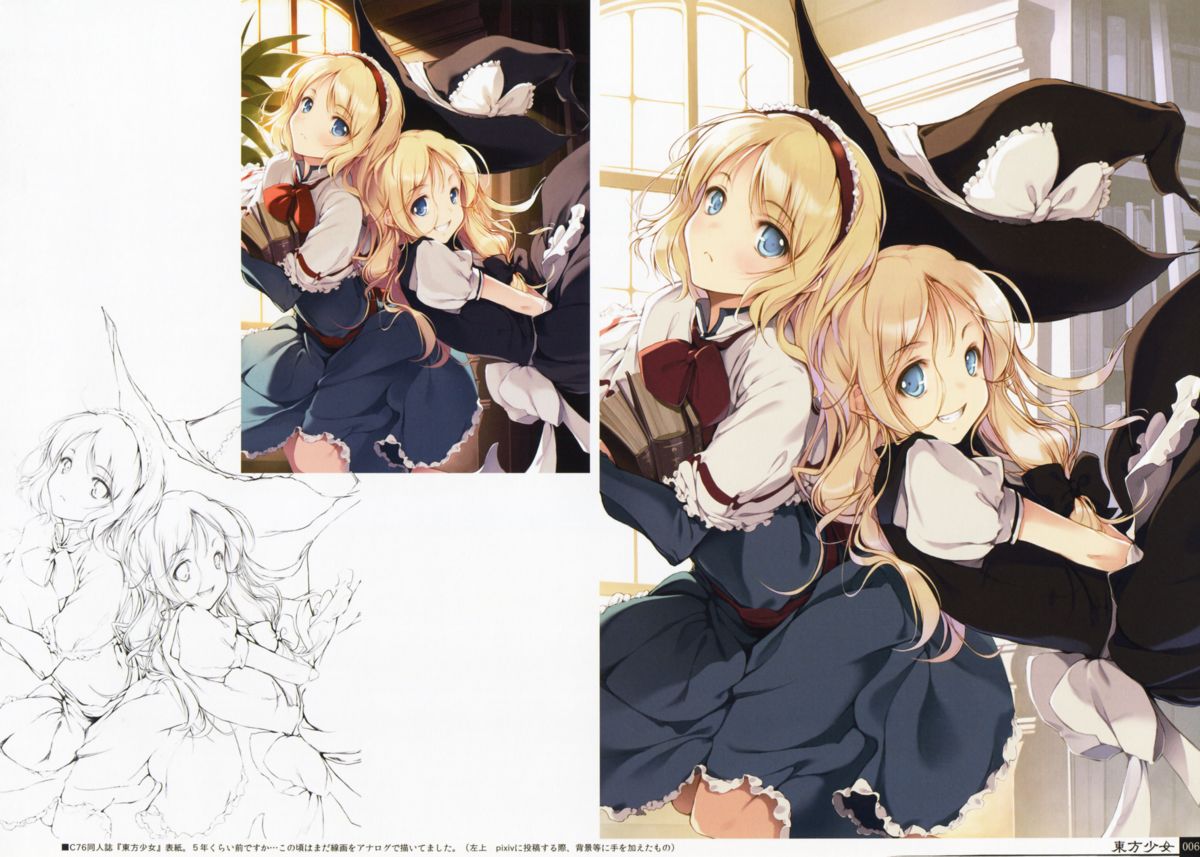 ■C76同人誌『東方少女』表紙。５年くらい前ですか…この頃はまだ線画をアナログで描いてました。（左上　pixivに投稿する際、背景等に手を加えたもの）
東方少女 006